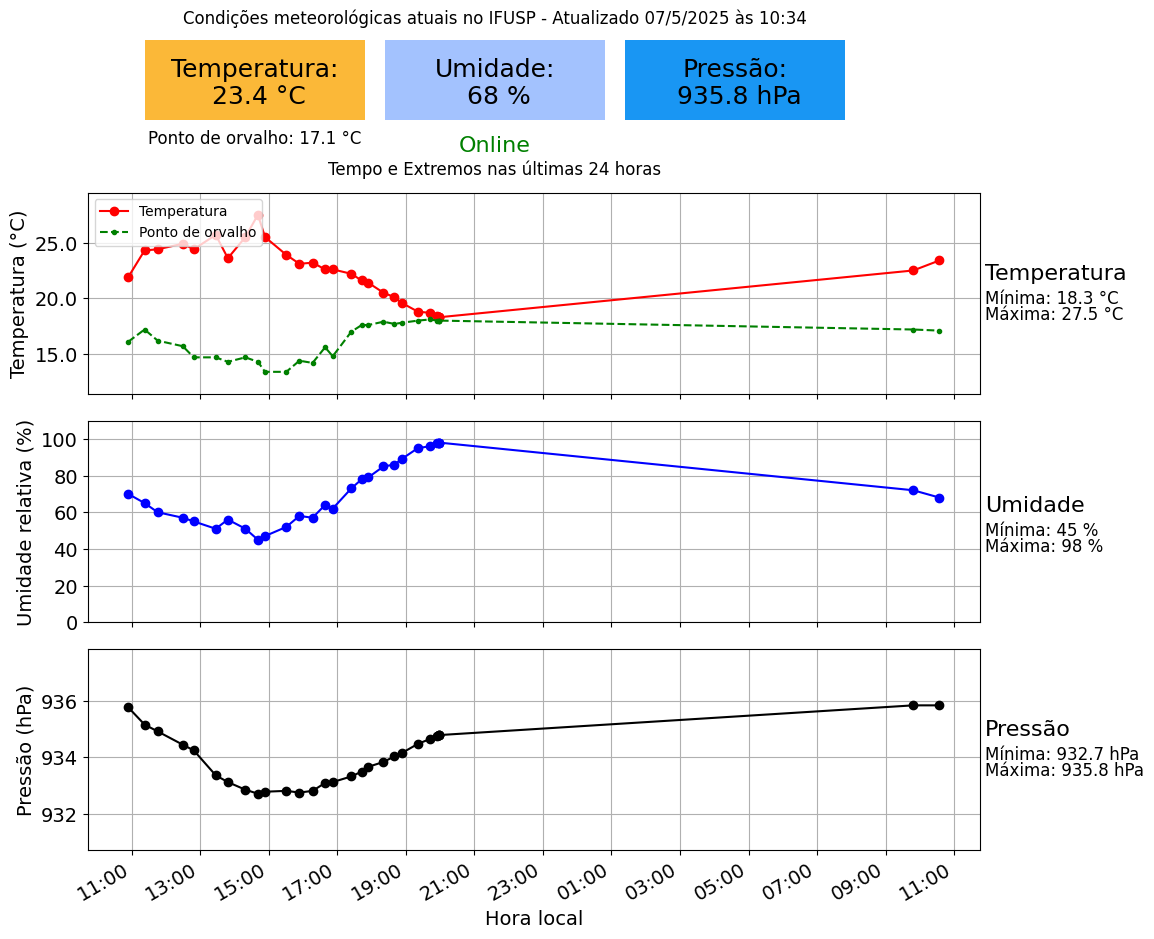 Condições meteorológicas atuais no IFUSP - Atualizado 07/5/2025 às 10:34
Temperatura:
23.4 °C
Umidade:
68 %
Pressão:
935.8 hPa
Ponto de orvalho: 17.1 °C
Online
Tempo e Extremos nas últimas 24 horas
Temperatura (°C)
25.0
20.0
15.0
Temperatura
Ponto de orvalho
Temperatura
Mínima: 18.3 °C
Máxima: 27.5 °C
Umidade relativa (%)
100
80
60
40
20
0
Umidade
Mínima: 45 %
Máxima: 98 %
Pressão (hPa)
936
934
932
Pressão
Mínima: 932.7 hPa
Máxima: 935.8 hPa
11:00
13:00
15:00
17:00
19:00
21:00
23:00
01:00
03:00
05:00
07:00
09:00
11:00
Hora local